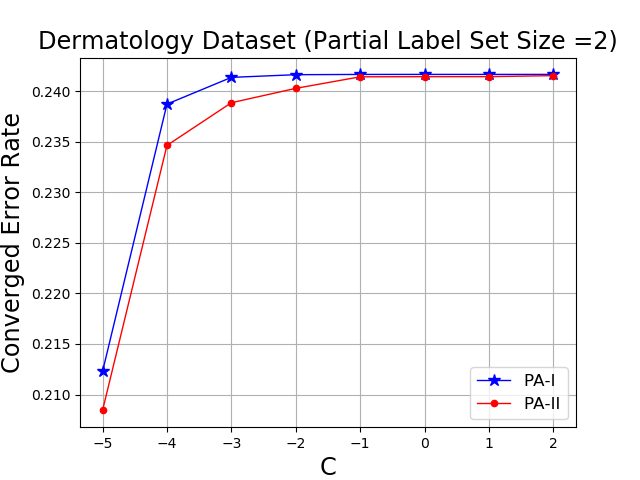 Dermatology Dataset (Partial Label Set Size =2)
Converged Error Rate
0.240
0.235
0.230
0.225
0.220
0.215
0.210
PA-I
PA-II
−5 −4 −3 −2 −1 0 1 2
C